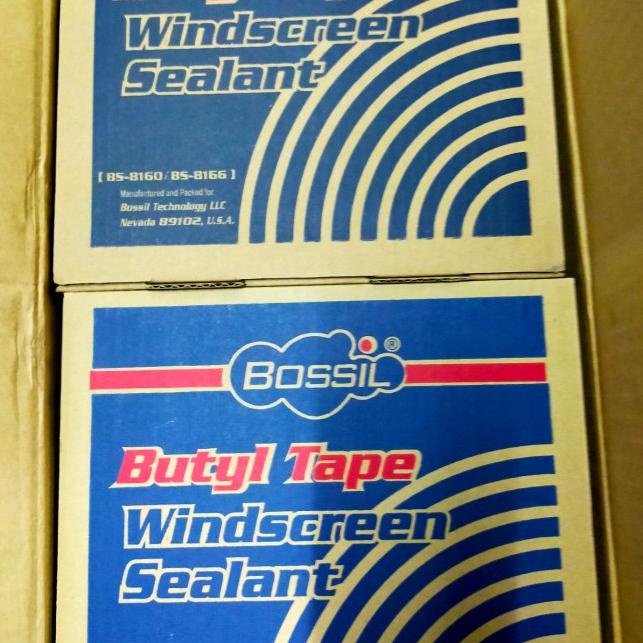 Windscreen
Sealant
[ BS-8160 / BS-8166 ]
Manufactured and Packed for
Bossil Technology LLC
Nevada 89102, U.S.A.
BOSSIL ®
Butyl Tape
Windscreen
Sealant